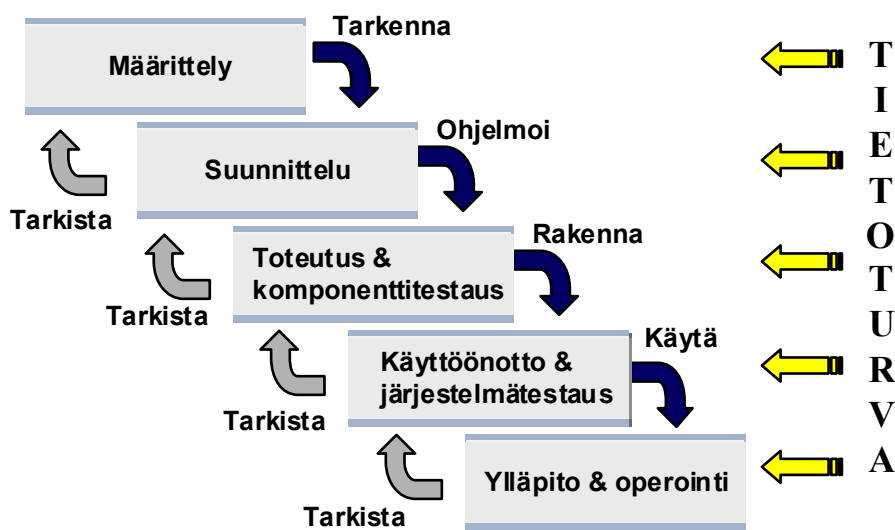 Tarkenna
Määrittely
Ohjelmoi
Suunnittelu
Tarkista
Rakenna
Toteutus &
komponenttitestaus
Tarkista
Käytä
Käyttöönotto &
järjestelmätestaus
Tarkista
Ylläpito & operointi
Tarkista
T
I
E
T
O
T
U
R
V
A